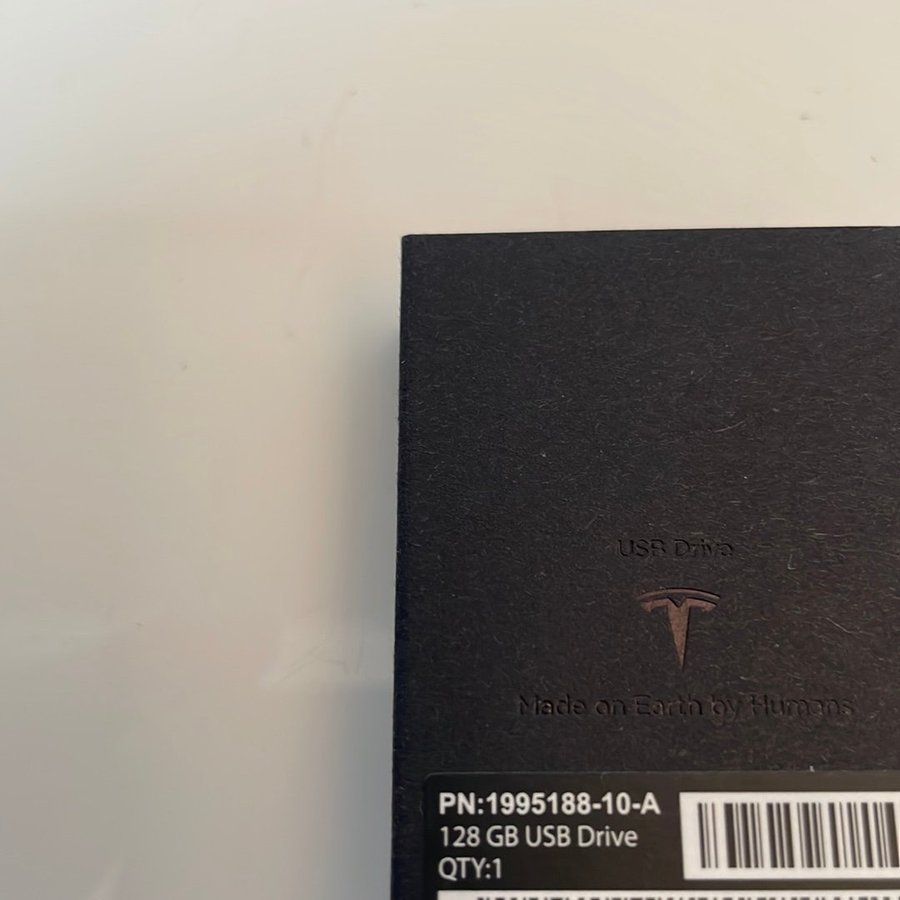 USB Drive
Made on Earth by Humans
PN:1995188-10-A
128 GB USB Drive
QTY:1